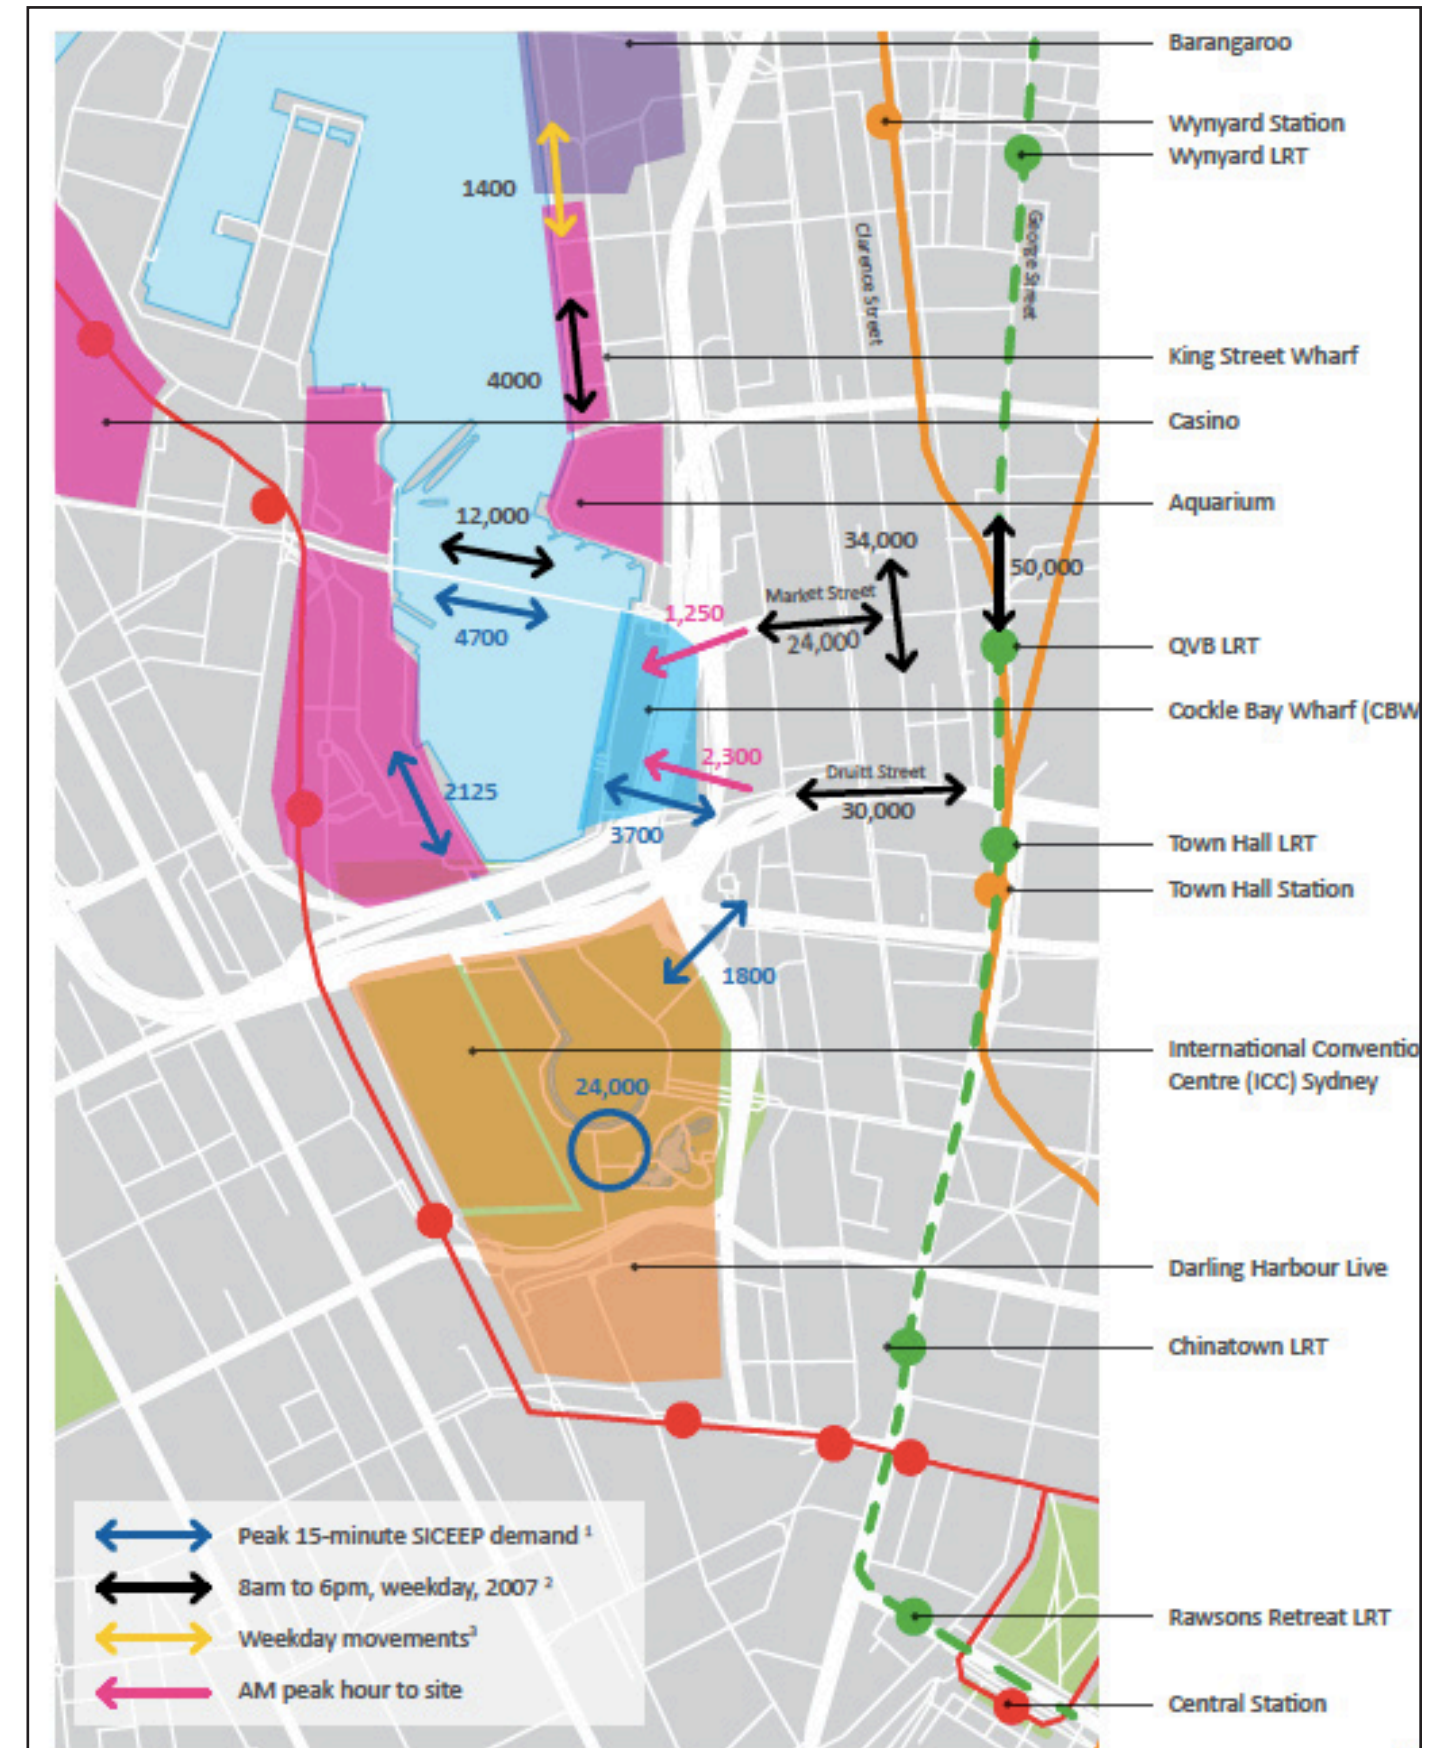 Barangaroo
Wynyard Station
Wynyard LRT
1400
George Street
Clarence Street
King Street Wharf
4000
Casino
Aquarium
12,000
34,000
50,000
Market Street
1,250
4700
24,000
QVB LRT
Cockle Bay Wharf (CBW
2,300
Druitt Street
2125
30,000
3700
Town Hall LRT
Town Hall Station
1800
International Conventio
Centre (ICC) Sydney
24,000
Darling Harbour Live
Chinatown LRT
Peak 15-minute SICEEP demand 1
8am to 6pm, weekday, 2007 2
Weekday movements3
AM peak hour to site
Rawsons Retreat LRT
Central Station